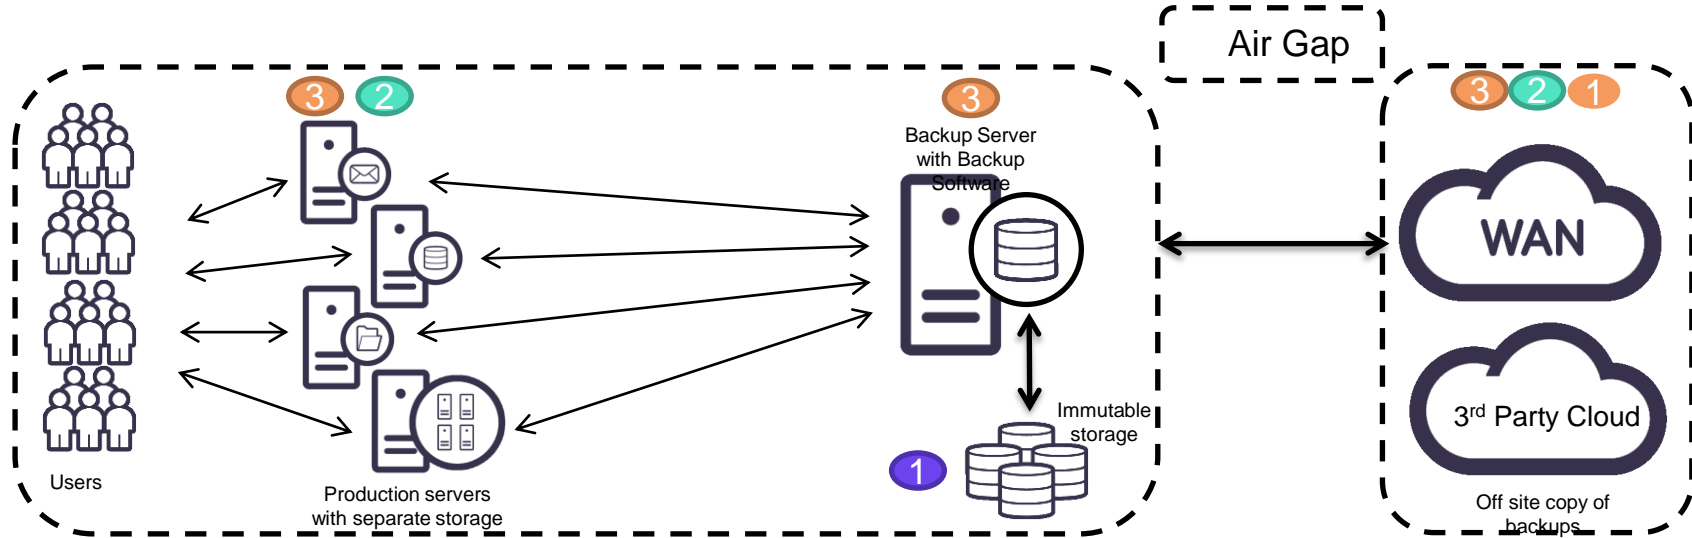 Air Gap
3 2
3
3 2 1
Backup Server
with Backup
Software
WAN
3rd Party Cloud
Immutable
storage
1
Users
Production servers
with separate storage
Off site copy of
backups